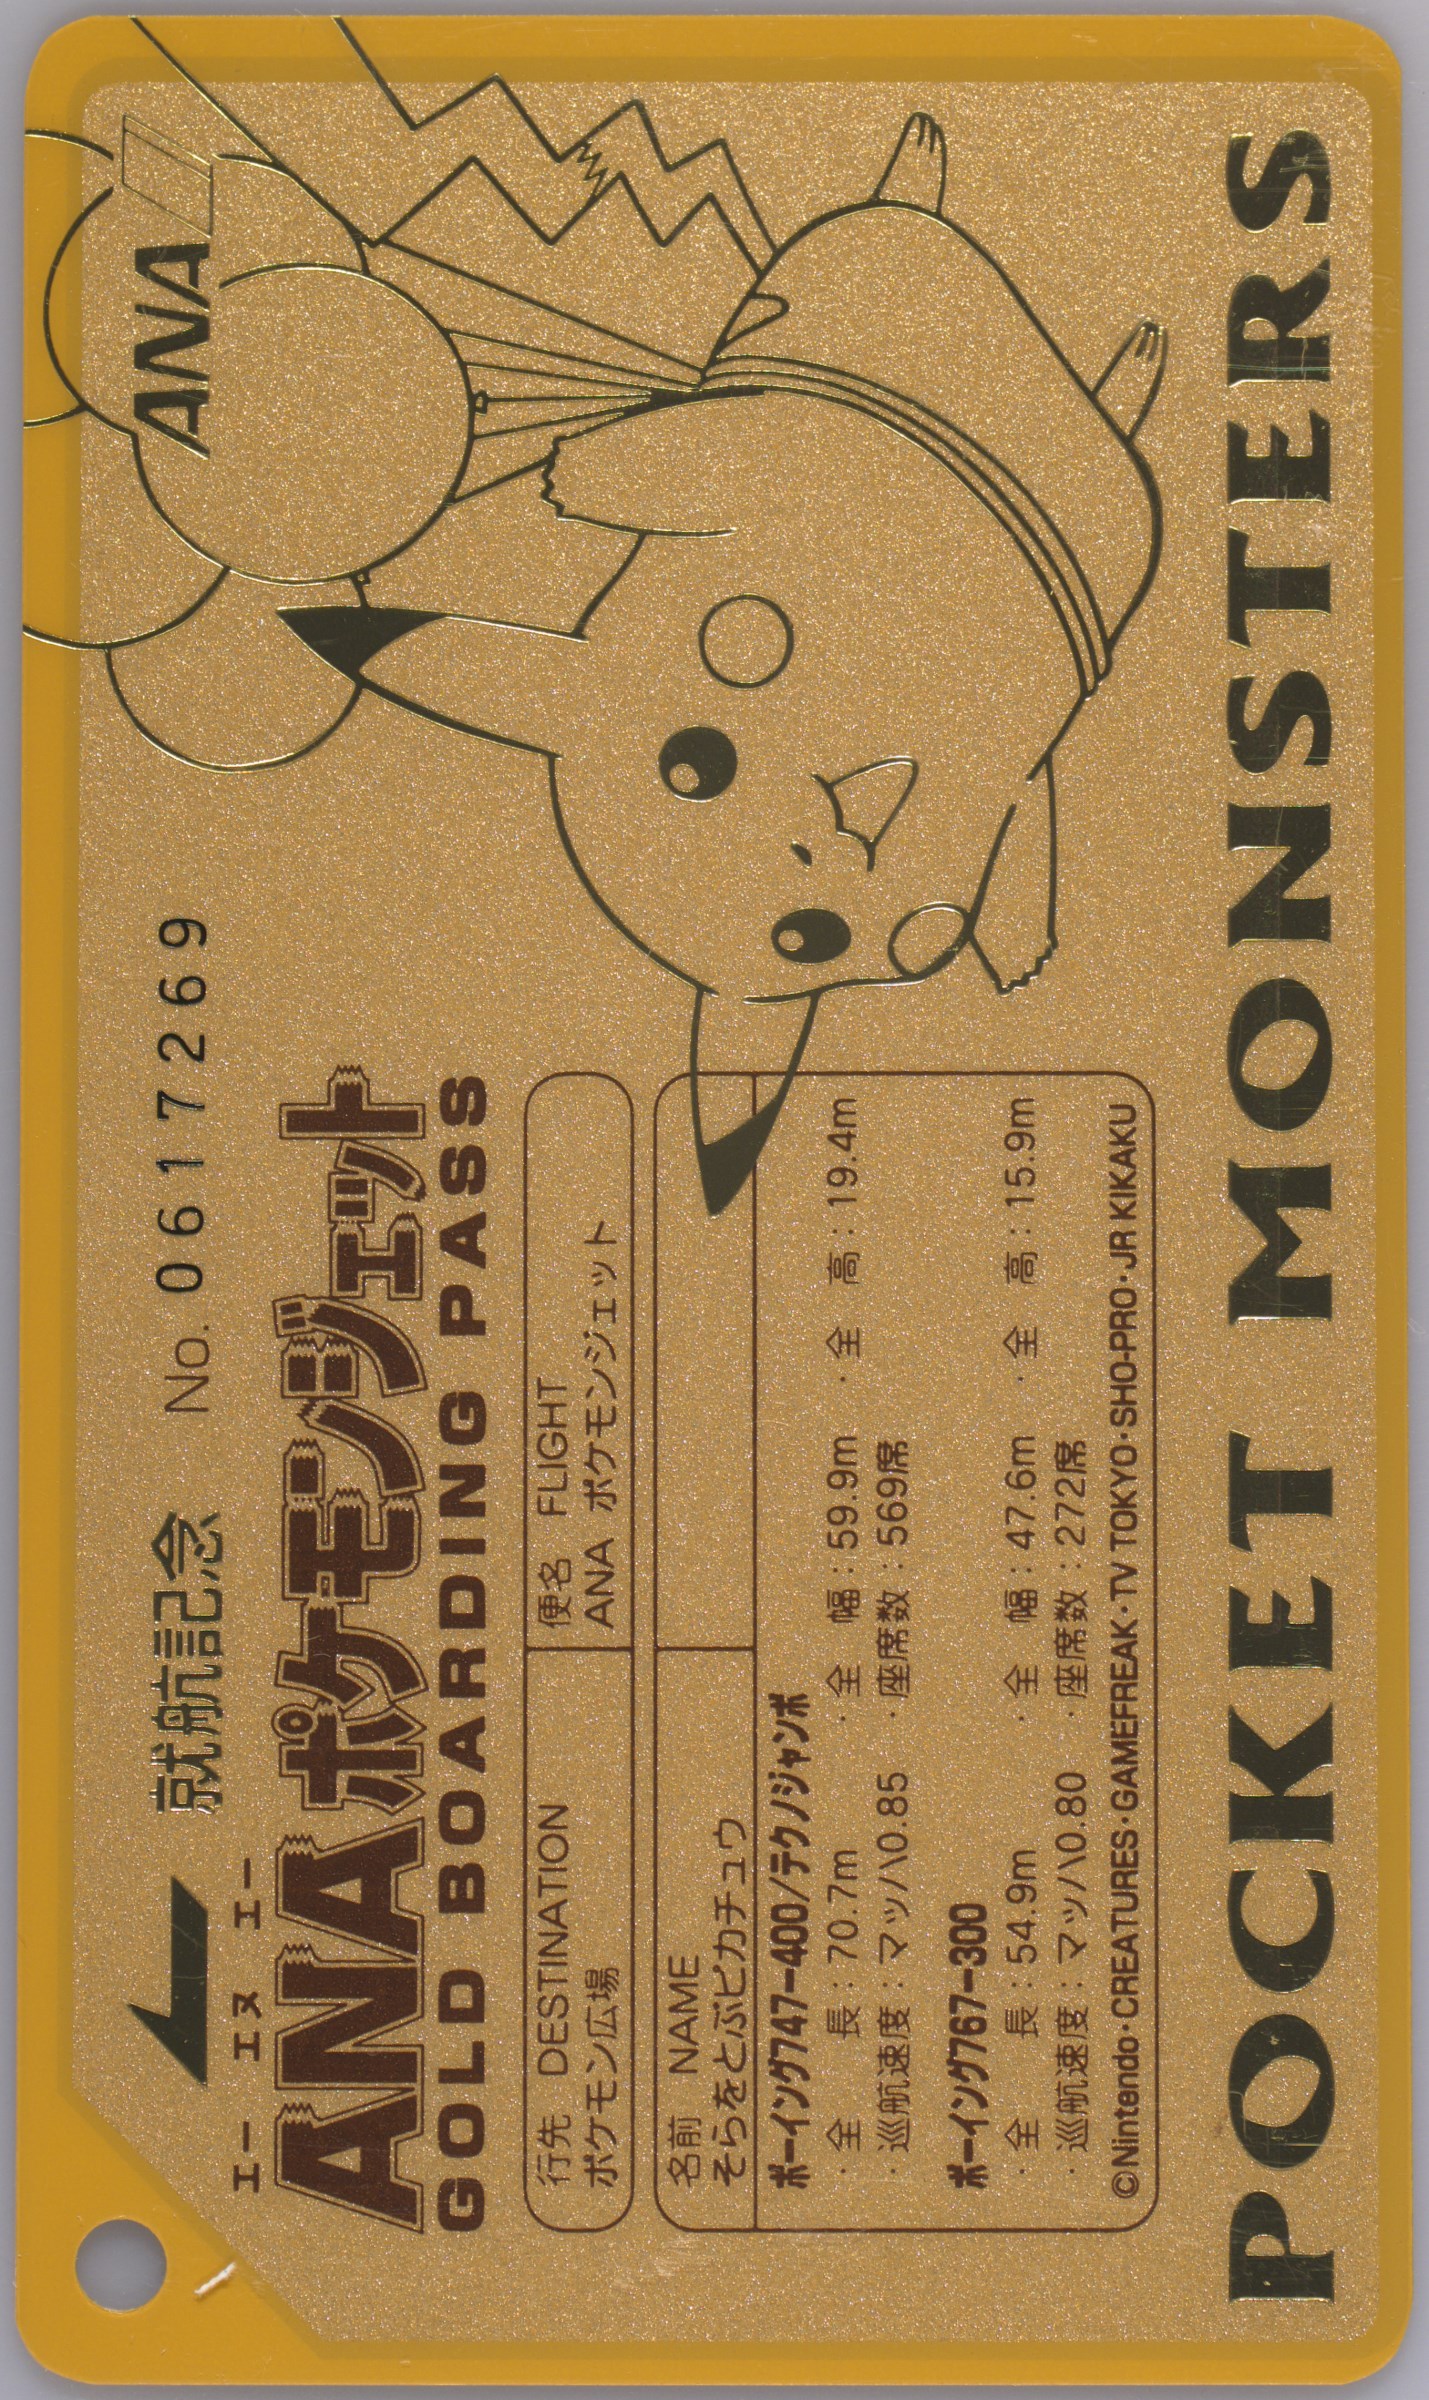 就航記念 No. 0617269
ANA
エー エヌ エー
ANAポケモンジェット
GOLD BOARDING PASS
行先 DESTINATION
ポケモン広場
便名 FLIGHT
ANA ポケモンジェット
名前 NAME
そらをとぶピカチュウ
ボーイング747-400/テクノジャンボ
・全 長：70.7m ・全 幅：59.9m ・全 高：19.4m
・巡航速度：マッハ0.85 ・座席数：569席
ボーイング767-300
・全 長：54.9m ・全 幅：47.6m ・全 高：15.9m
・巡航速度：マッハ0.80 ・座席数：272席
©Nintendo・CREATURES・GAMEFREAK・TV TOKYO・SHO-PRO・JR KIKAKU
POCKET MONSTERS